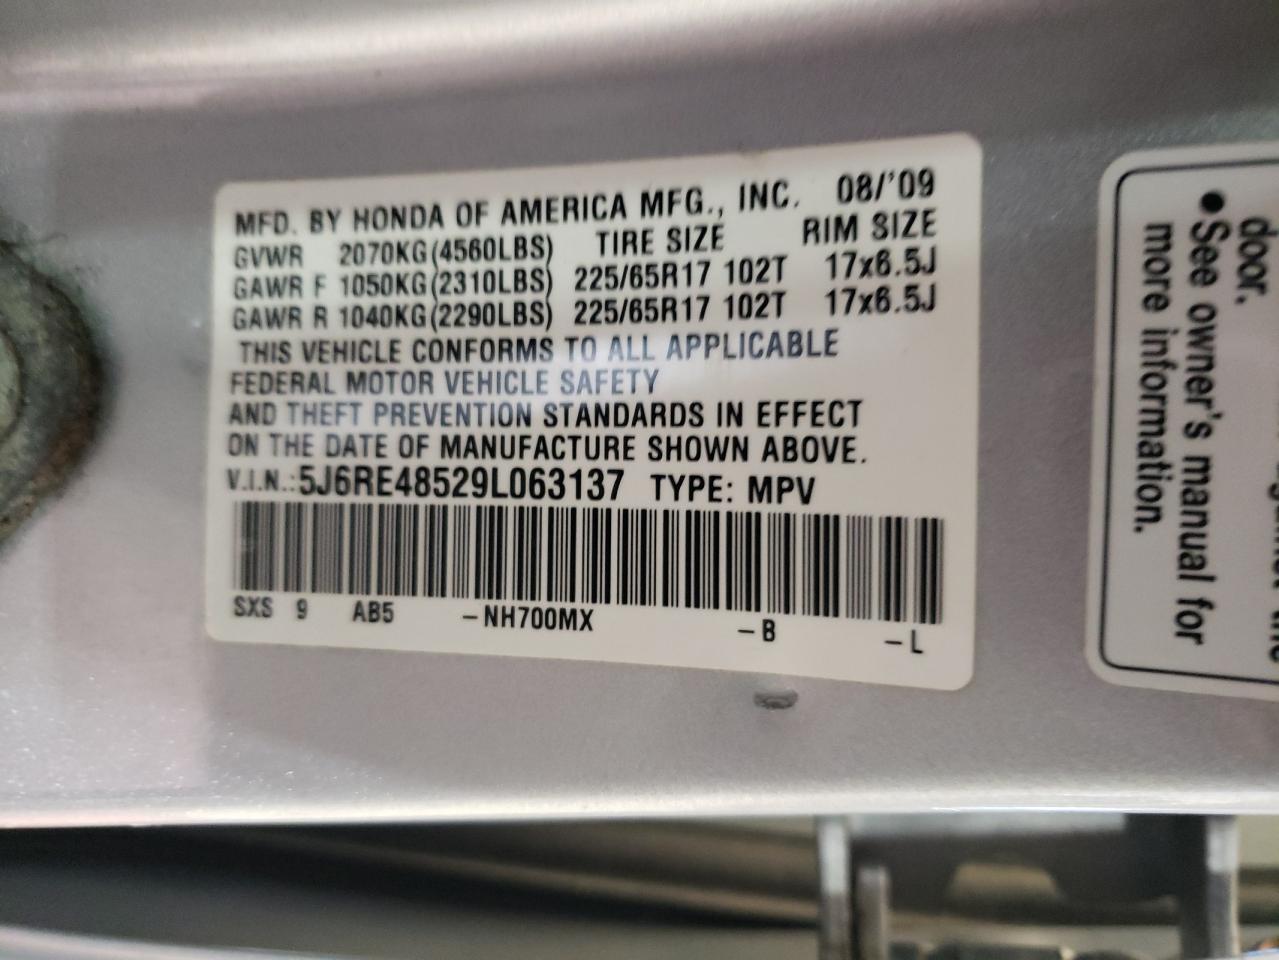 MFD. BY HONDA OF AMERICA MFG., INC. 08/'09
GVWR 2070KG(4560LBS) TIRE SIZE RIM SIZE
GAWR F 1050KG(2310LBS) 225/65R17 102T 17x6.5J
GAWR R 1040KG(2290LBS) 225/65R17 102T 17x6.5J
THIS VEHICLE CONFORMS TO ALL APPLICABLE
FEDERAL MOTOR VEHICLE SAFETY
AND THEFT PREVENTION STANDARDS IN EFFECT
ON THE DATE OF MANUFACTURE SHOWN ABOVE.
V.I.N.:5J6RE48529L063137 TYPE: MPV
SXS 9 AB5 -NH700MX -B -L
door.
●See owner's manual for
more information.